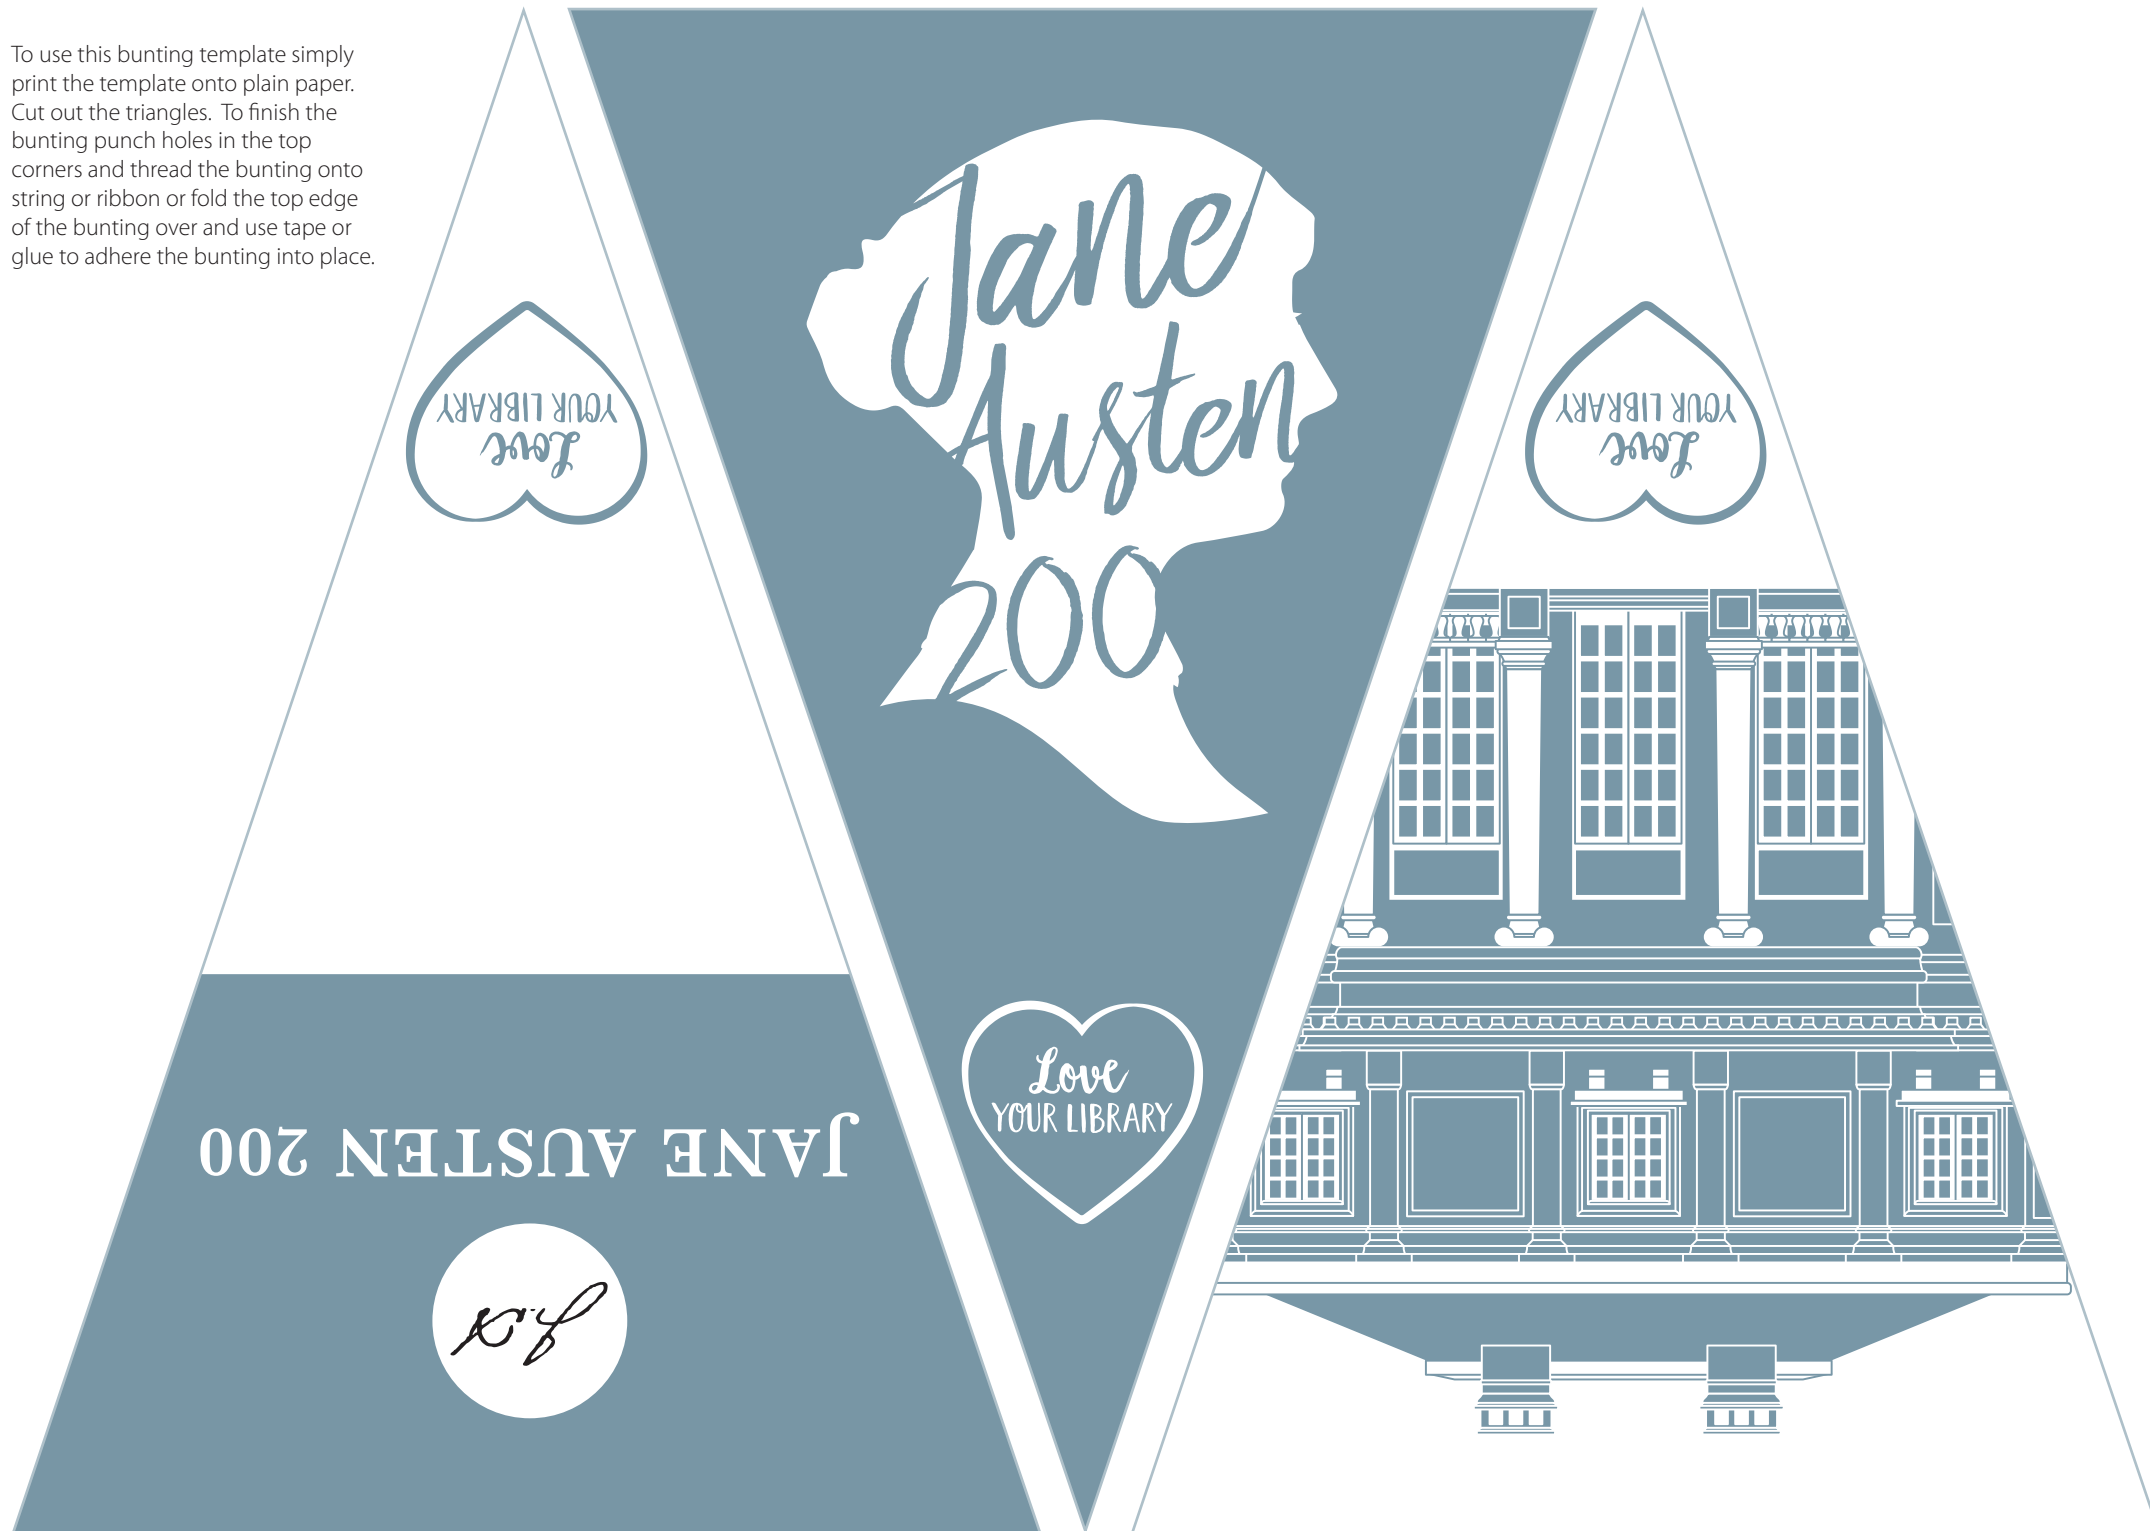 To use this bunting template simply
print the template onto plain paper.
Cut out the triangles.  To finish the
bunting punch holes in the top
corners and thread the bunting onto
string or ribbon or fold the top edge
of the bunting over and use tape or
glue to adhere the bunting into place.
Love
YOUR LIBRARY
JANE AUSTEN 200
Jane
Austen
200
Love
YOUR LIBRARY
Love
YOUR LIBRARY